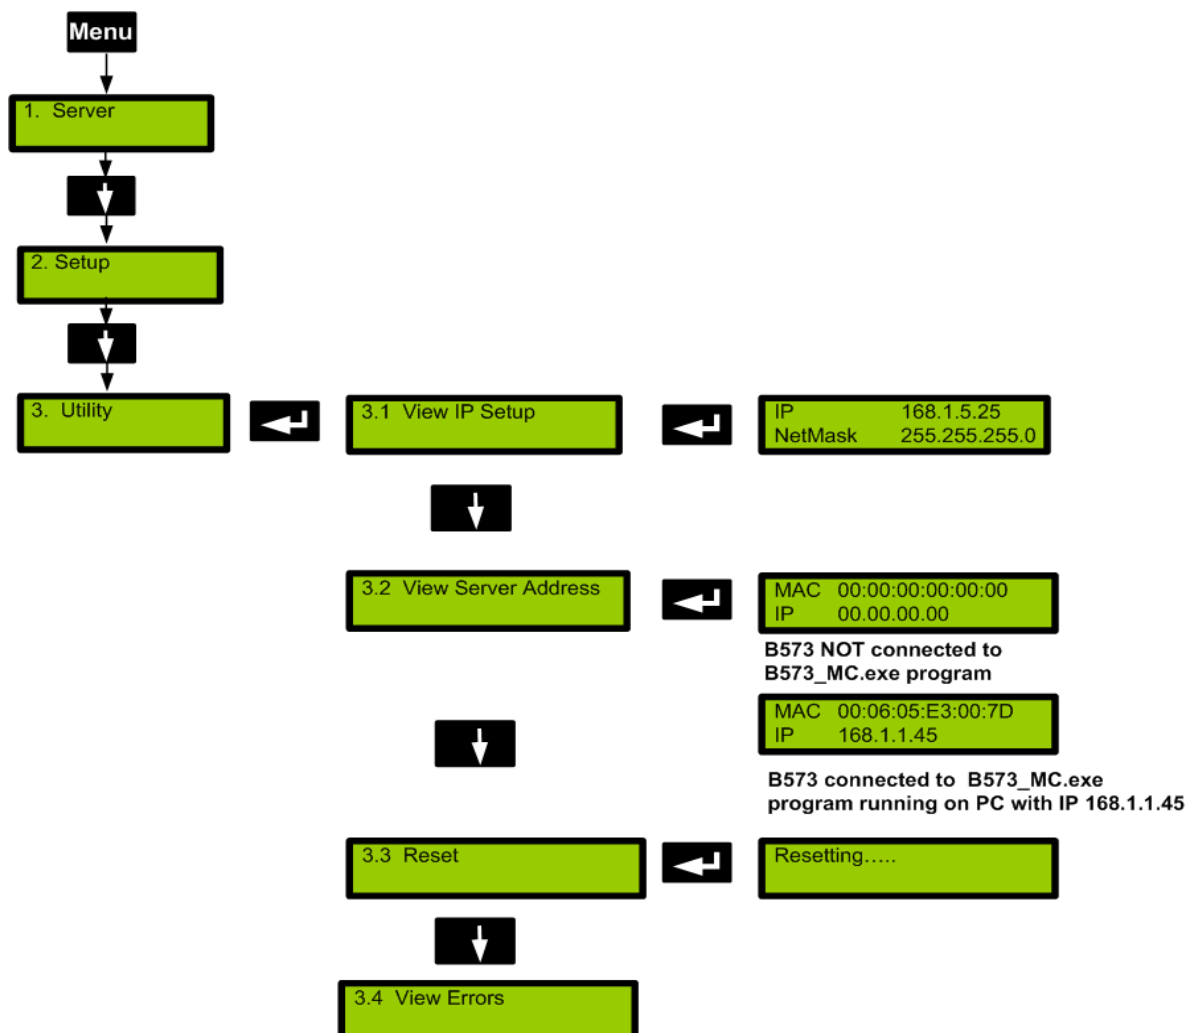 Menu
1. Server
2. Setup
3. Utility
3.1 View IP Setup
IP 168.1.5.25
NetMask 255.255.255.0
3.2 View Server Address
MAC 00:00:00:00:00:00
IP 00.00.00.00
B573 NOT connected to
B573_MC.exe program
MAC 00:06:05:E3:00:7D
IP 168.1.1.45
B573 connected to B573_MC.exe
program running on PC with IP 168.1.1.45
3.3 Reset
Resetting.....
3.4 View Errors